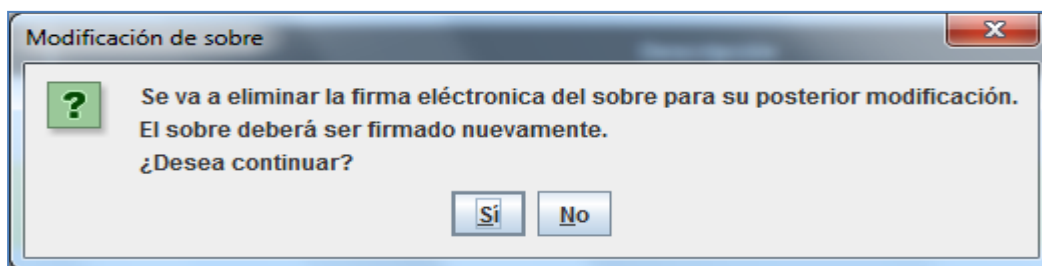 Modificación de sobre
Se va a eliminar la firma eléctronica del sobre para su posterior modificación.
El sobre deberá ser firmado nuevamente.
¿Desea continuar?
Sí No